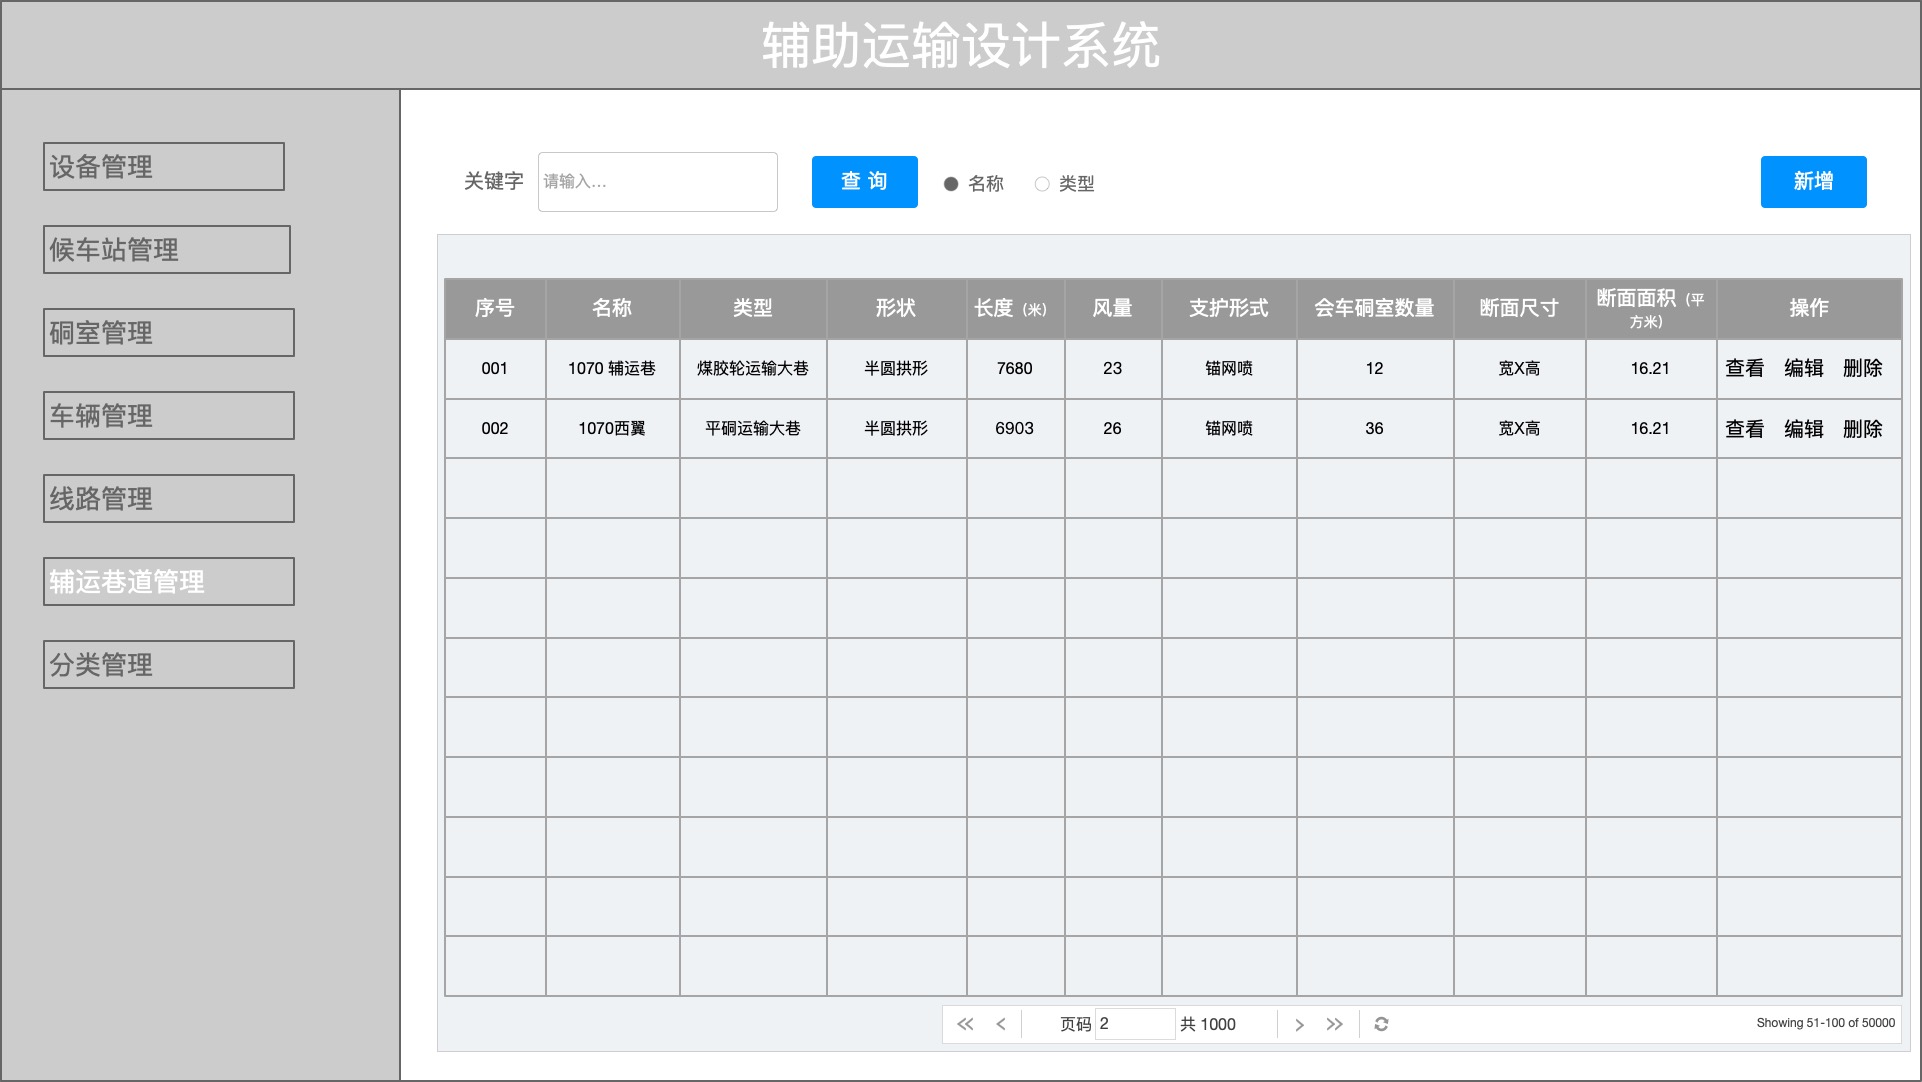 辅助运输设计系统
设备管理
候车站管理
硐室管理
车辆管理
线路管理
辅运巷道管理
分类管理
关键字 请输入... 查 询 名称 类型 新增
序号 名称 类型 形状 长度（米） 风量 支护形式 会车硐室数量 断面尺寸 断面面积（平
方米） 操作
001 1070 辅运巷 煤胶轮运输大巷 半圆拱形 7680 23 锚网喷 12 宽X高 16.21 查看 编辑 删除
002 1070西翼 平硐运输大巷 半圆拱形 6903 26 锚网喷 36 宽X高 16.21 查看 编辑 删除
页码 2 共 1000 Showing 51-100 of 50000